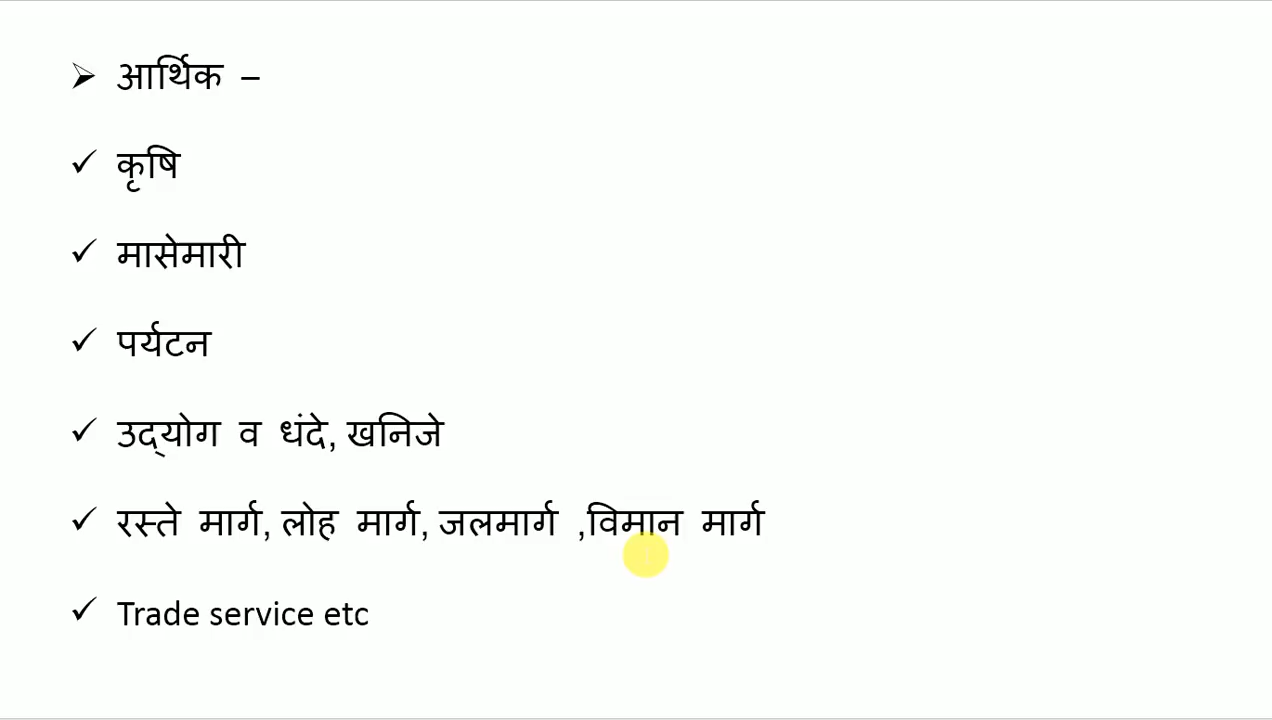 ➢ आर्थिक –
✓ कृषि
✓ मासेमारी
✓ पर्यटन
✓ उद्‌योग व धंदे, खनिजे
✓ रस्ते मार्ग, लोह मार्ग, जलमार्ग ,विमान मार्ग
✓ Trade service etc